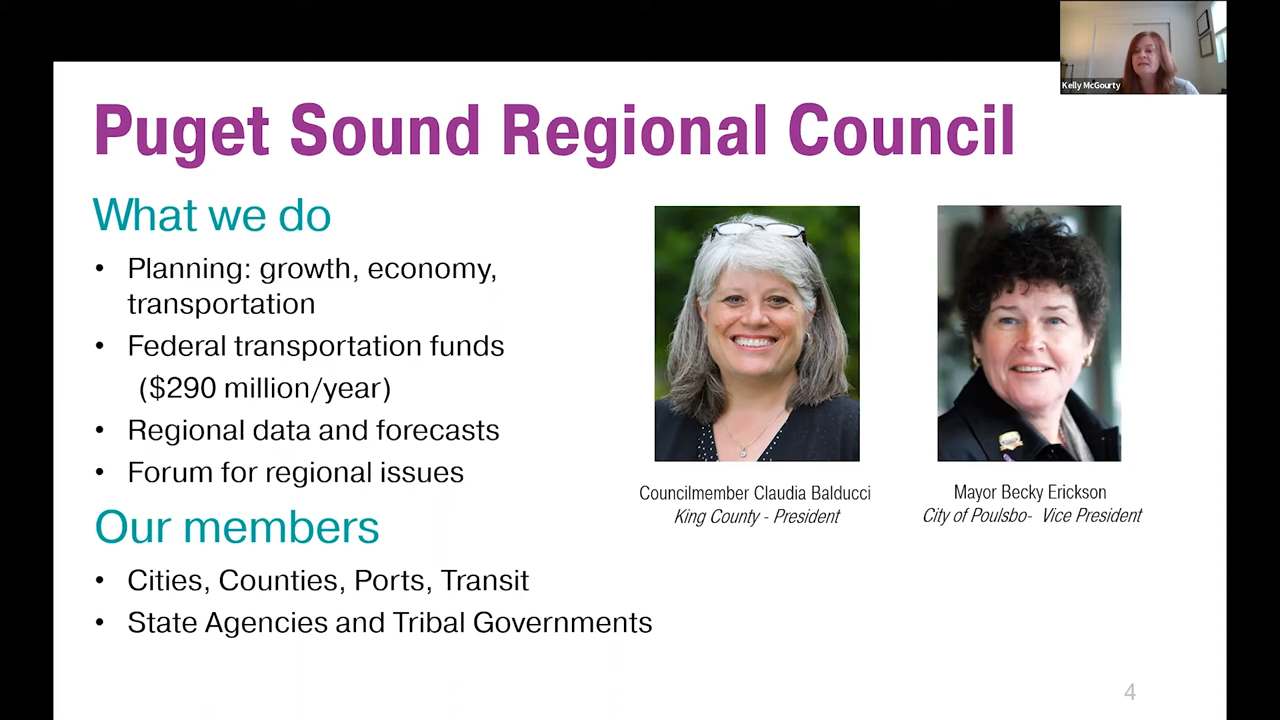 Kelly McGourty
Puget Sound Regional Council
What we do
• Planning: growth, economy,
transportation
• Federal transportation funds
($290 million/year)
• Regional data and forecasts
• Forum for regional issues
Our members
• Cities, Counties, Ports, Transit
• State Agencies and Tribal Governments
Councilmember Claudia Balducci
King County - President
Mayor Becky Erickson
City of Poulsbo- Vice President
4